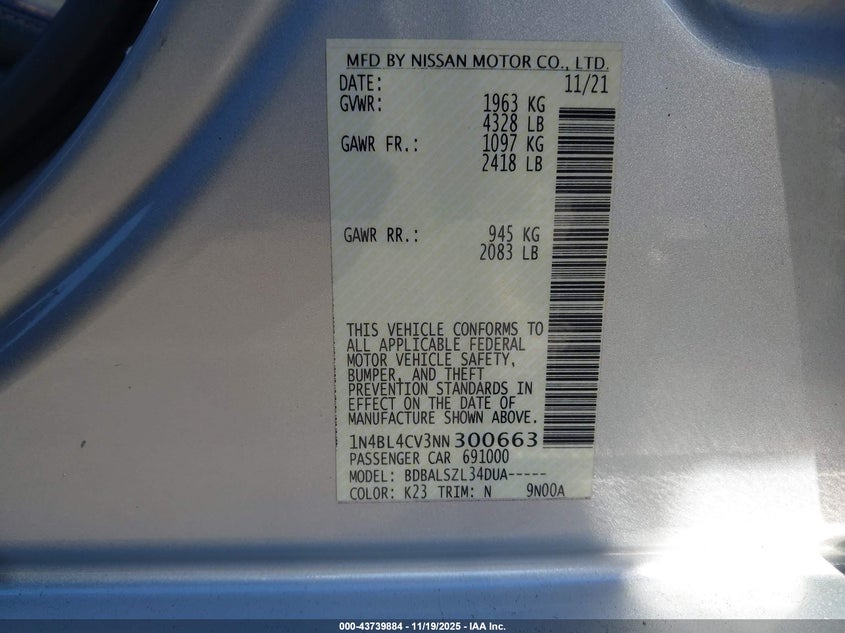 MFD BY NISSAN MOTOR CO., LTD.
DATE: 11/21
GVWR: 1963 KG
4328 LB
GAWR FR.: 1097 KG
2418 LB
GAWR RR.: 945 KG
2083 LB
THIS VEHICLE CONFORMS TO
ALL APPLICABLE FEDERAL
MOTOR VEHICLE SAFETY,
BUMPER, AND THEFT
PREVENTION STANDARDS IN
EFFECT ON THE DATE OF
MANUFACTURE SHOWN ABOVE.
1N4BL4CV3NN300663
PASSENGER CAR 691000
MODEL: BDBALSZL34DUA-----
COLOR: K23 TRIM: N 9N00A
000-43739884 - 11/19/2025 - IAA Inc.